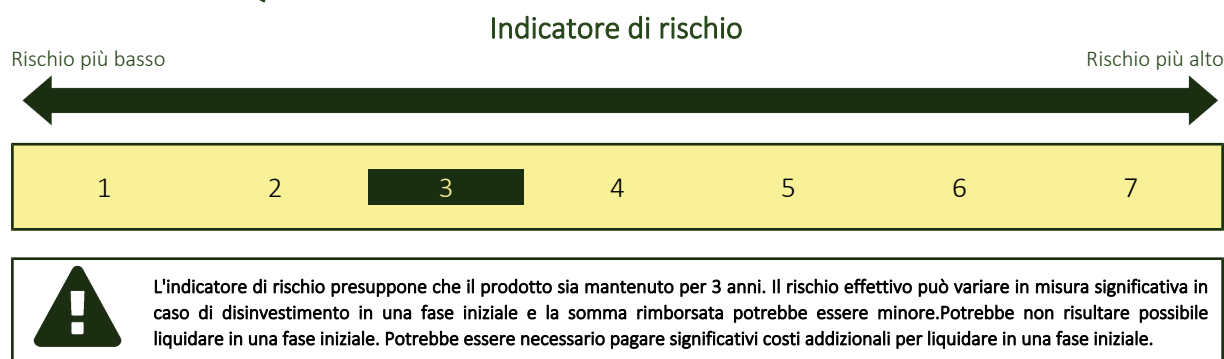 Indicatore di rischio
Rischio più basso
Rischio più alto
1 2 3 4 5 6 7
L'indicatore di rischio presuppone che il prodotto sia mantenuto per 3 anni. Il rischio effettivo può variare in misura significativa in
caso di disinvestimento in una fase iniziale e la somma rimborsata potrebbe essere minore.Potrebbe non risultare possibile
liquidare in una fase iniziale. Potrebbe essere necessario pagare significativi costi addizionali per liquidare in una fase iniziale.